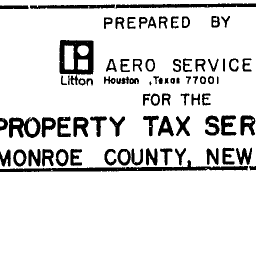 PREPARED BY
AERO SERVICE
Litton
Houston ,Texas 77001
FOR THE
PROPERTY TAX SER
MONROE COUNTY, NEW